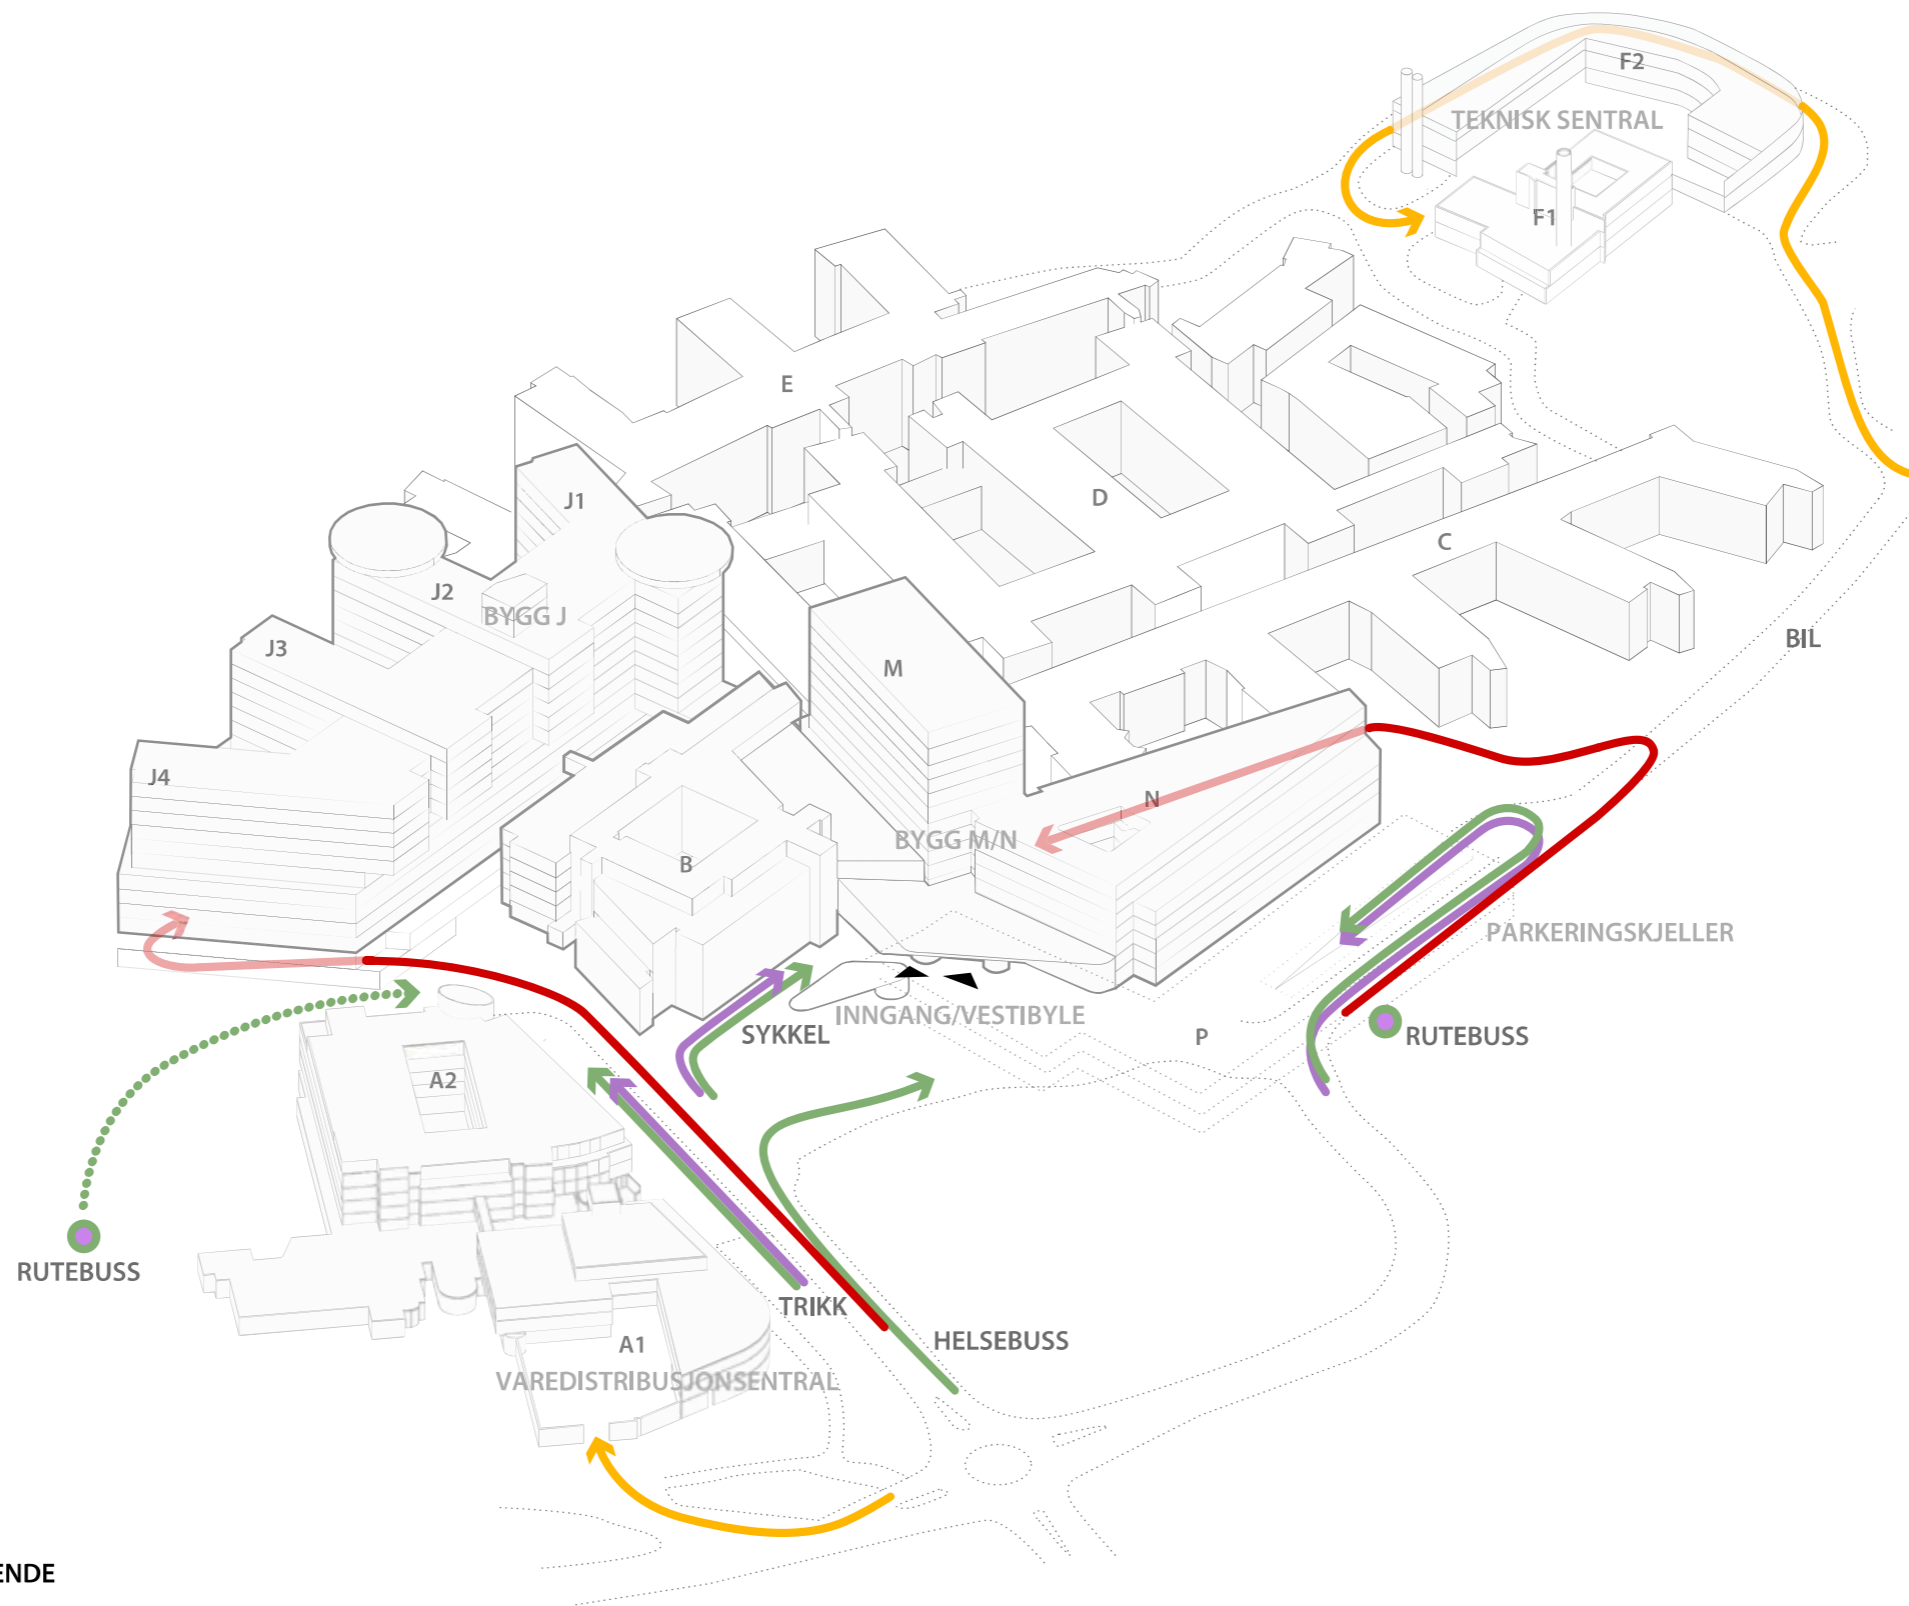 F2
TEKNISK SENTRAL
F1
E
J1
D
C
J2
BYGG J
BIL
J3
M
J4
N
BYGG M/N
B
PARKERINGSKJELLER
INNGANG/VESTIBYLE
SYKKEL
P
RUTEBUSS
A2
RUTEBUSS
TRIKK
HELSEBUSS
A1
VAREDISTRIBUSJONSENTRAL
ENDE